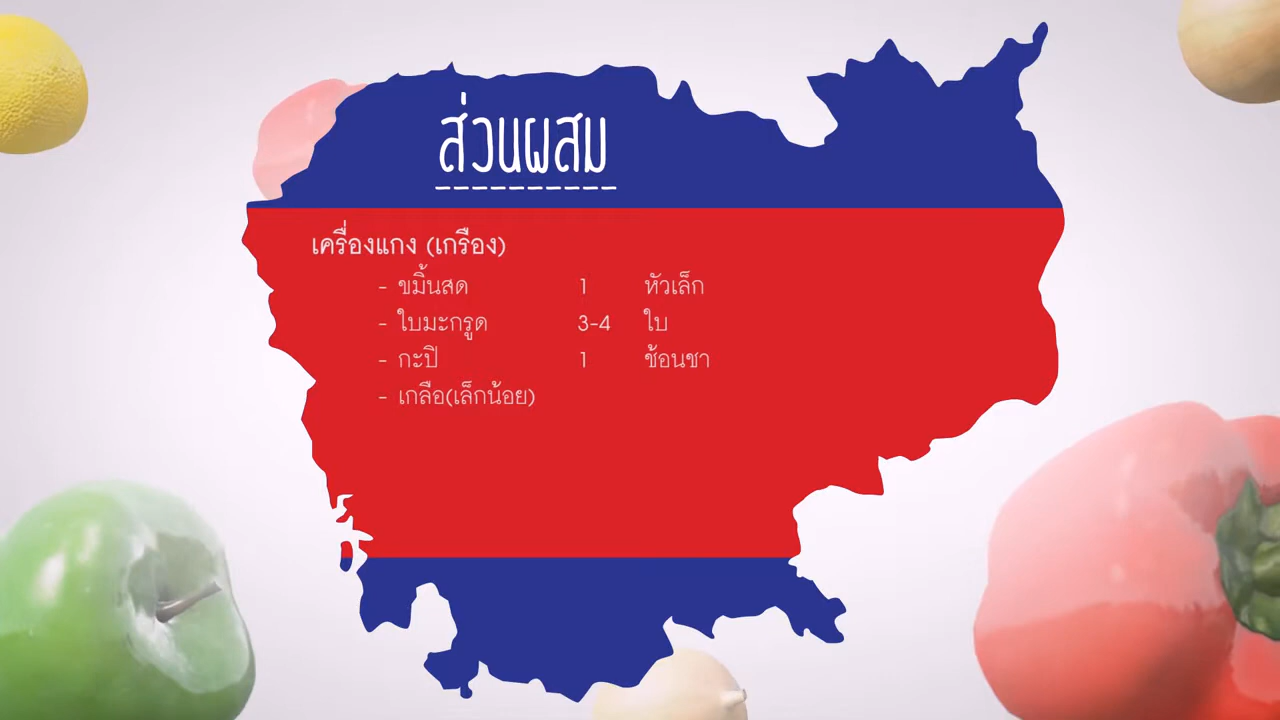 ส่วนผสม
เครื่องแกง (เกรือง)
- ขมิ้นสด 1 หัวเล็ก
- ใบมะกรูด 3-4 ใบ
- กะปิ 1 ช้อนชา
- เกลือ(เล็กน้อย)